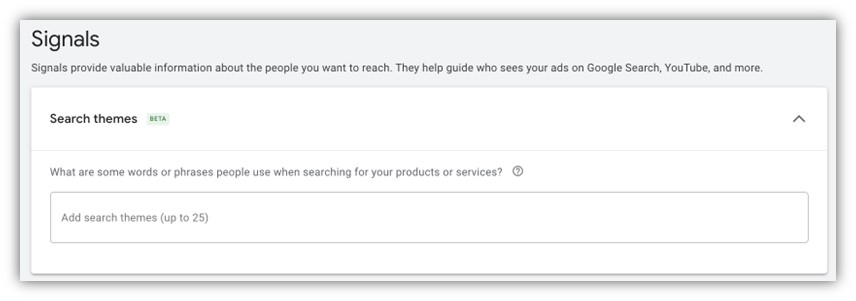 Signals
Signals provide valuable information about the people you want to reach. They help guide who sees your ads on Google Search, YouTube, and more.
Search themes BETA
What are some words or phrases people use when searching for your products or services?
Add search themes (up to 25)